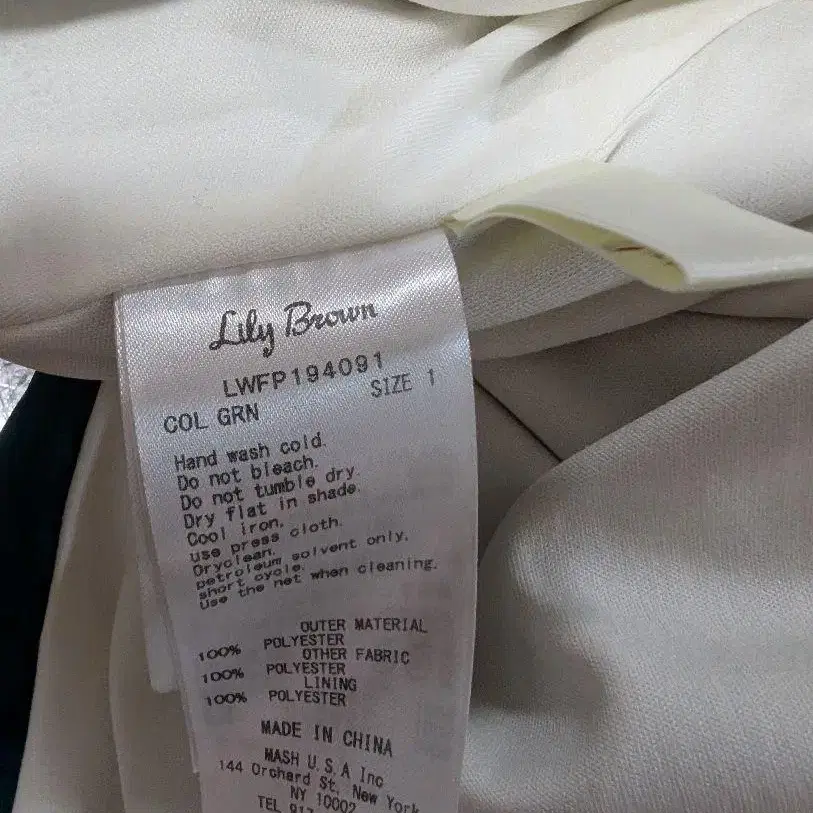 Lily Brown
LWFP194091
COL GRN SIZE 1
Hand wash cold.
Do not bleach.
Do not tumble dry.
Dry flat in shade.
Cool iron.
use press cloth.
Dryclean.
petroleum solvent only.
short cycle.
Use the net when cleaning.
OUTER MATERIAL
100% POLYESTER
OTHER FABRIC
100% POLYESTER
LINING
100% POLYESTER
MADE IN CHINA
MASH U.S.A Inc
144 Orchard St. New York
NY 10002
TEL 917